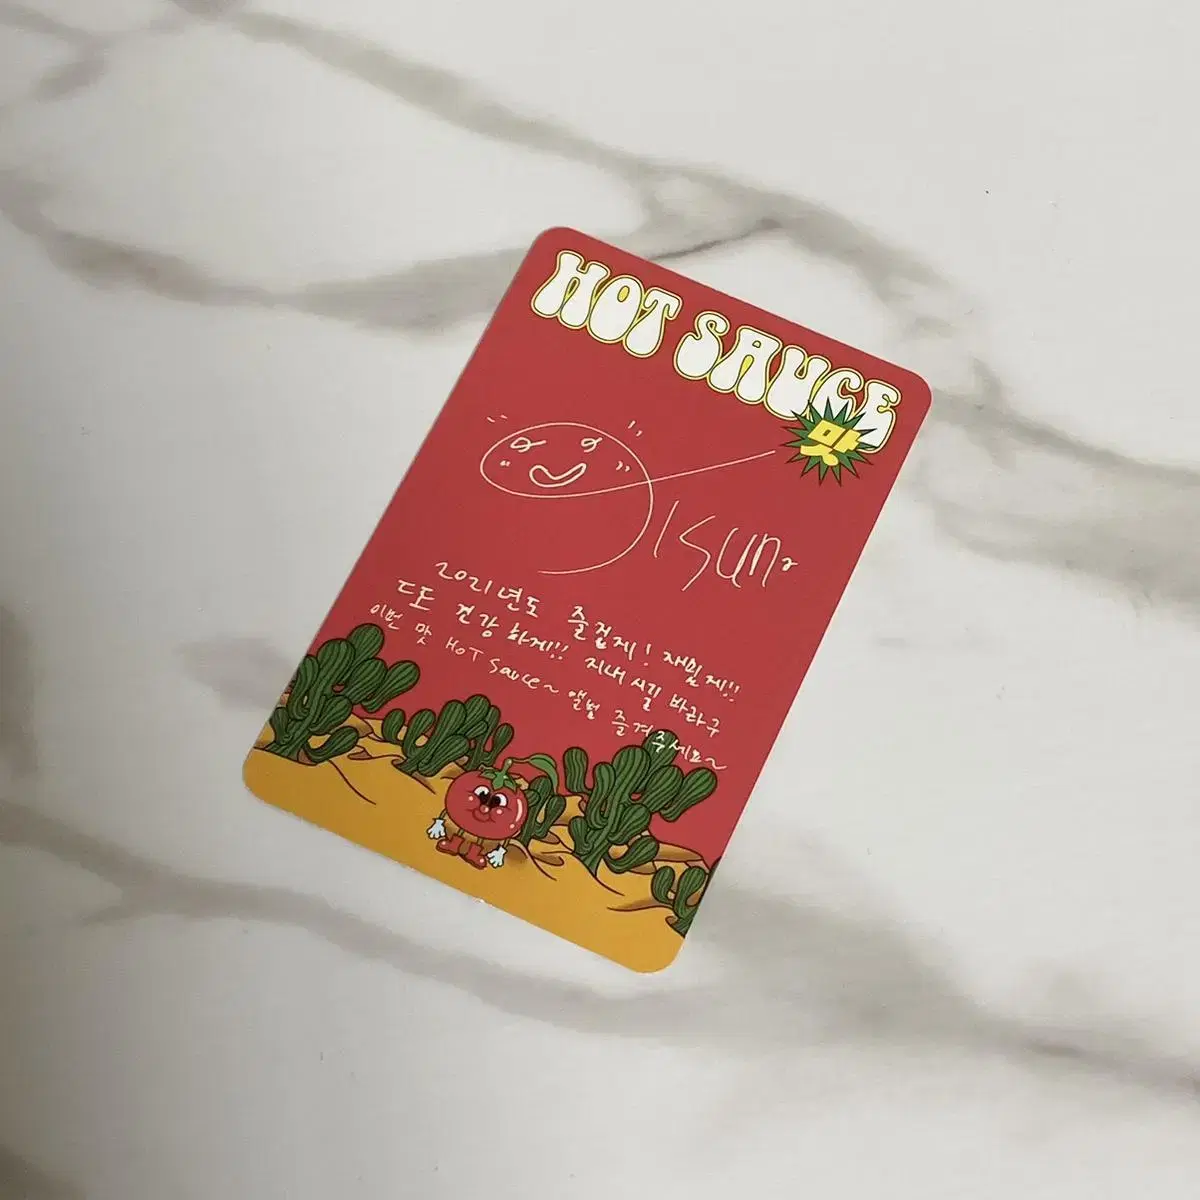 HOT SAUCE
맛
Jisun
2021년도 즐겁게! 재밌게!!
또 건강하게!! 지내시길 바라구
이번 맛 HOT Sauce~ 앨범 즐겨주세요~